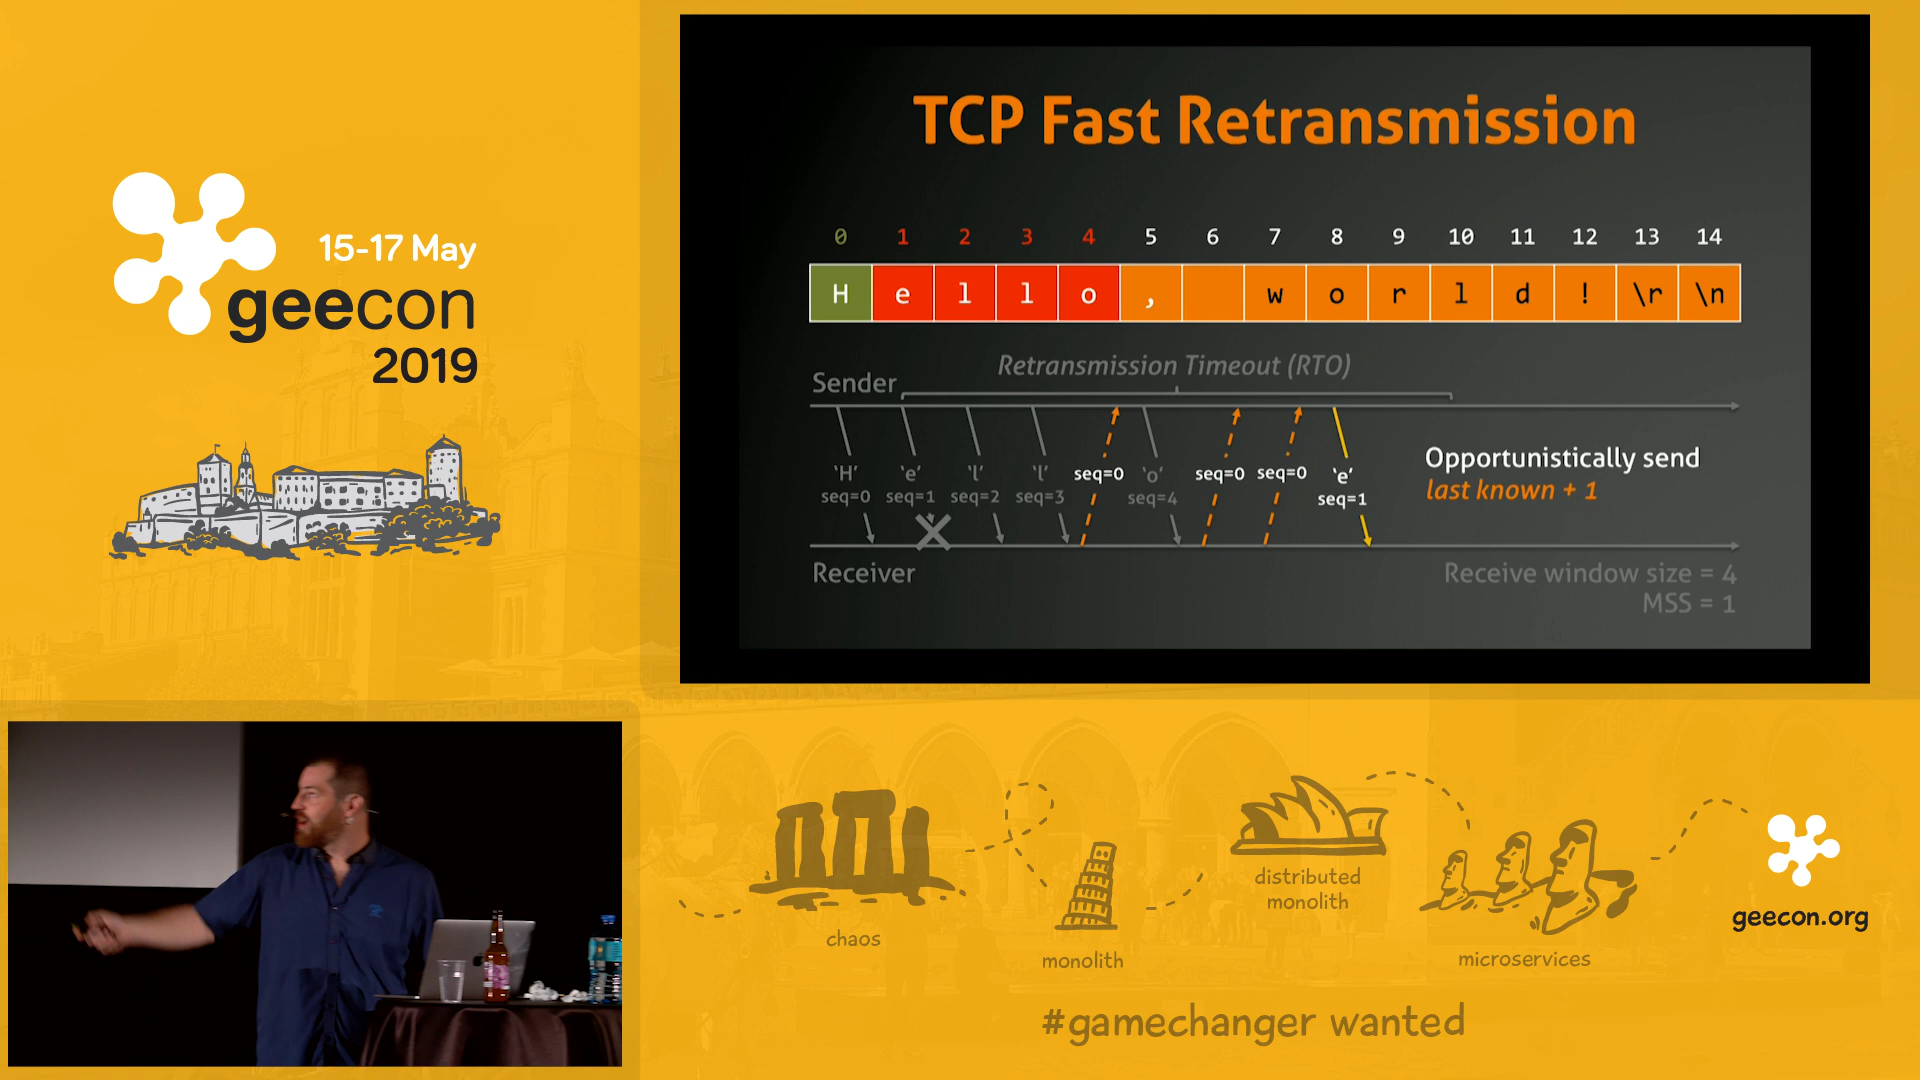 15-17 May
geecon
2019
TCP Fast Retransmission
0 1 2 3 4 5 6 7 8 9 10 11 12 13 14
H e l l o , w o r l d ! \r \n
Retransmission Timeout (RTO)
Sender
'H' 'e' 'l' 'l' seq=0 'o' seq=0 seq=0 'e'
seq=0 seq=1 seq=2 seq=3 seq=4 seq=1
Opportunistically send
last known + 1
Receiver
Receive window size = 4
MSS = 1
chaos
monolith
distributed
monolith
microservices
geecon.org
#gamechanger wanted